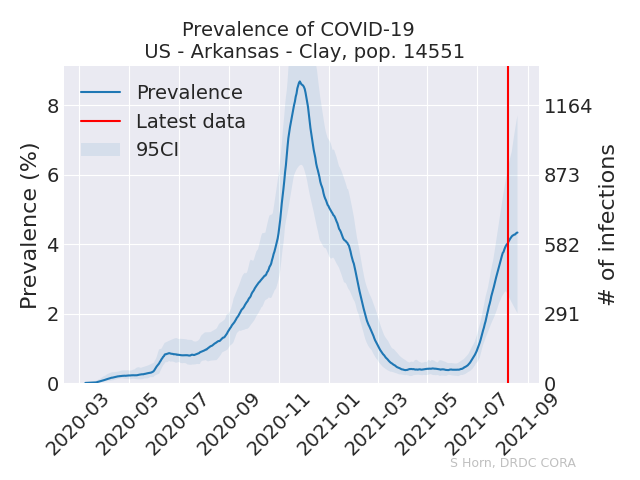 Prevalence of COVID-19
US - Arkansas - Clay, pop. 14551
Prevalence
Latest data
95CI
Prevalence (%)
8
6
4
2
0
# of infections
1164
873
582
291
0
2020-03
2020-05
2020-07
2020-09
2020-11
2021-01
2021-03
2021-05
2021-07
2021-09
S Horn, DRDC CORA